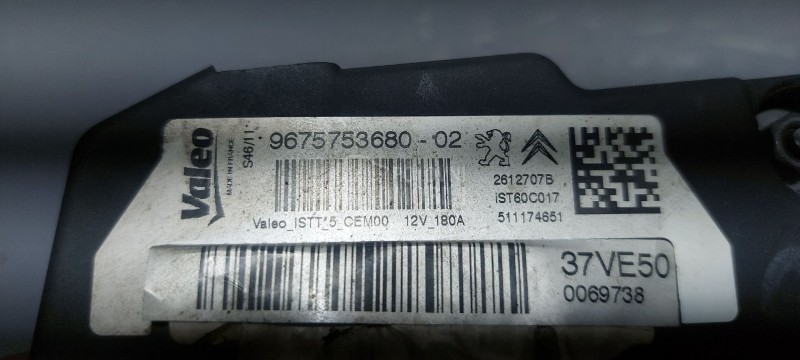 Valeo
MADE IN FRANCE
S46/11
9675753680-02
Valeo_ISTT_5_CEM00 12V_180A
2612707B
iST60C017
511174651
37VE50
0069738